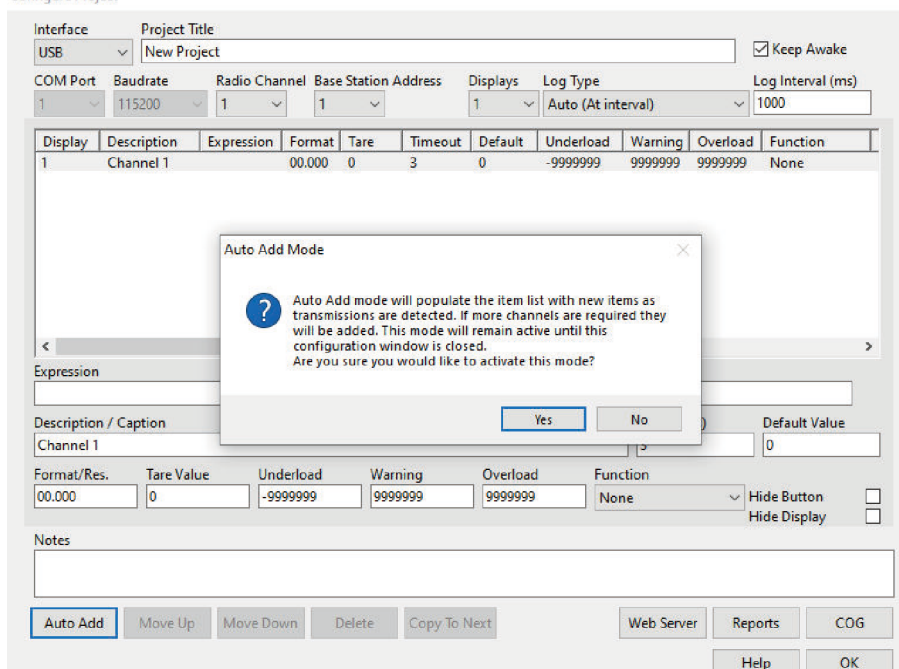 Interface Project Title
USB New Project Keep Awake
COM Port Baudrate Radio Channel Base Station Address Displays Log Type Log Interval (ms)
1 115200 1 1 1 Auto (At interval) 1000
Display Description Expression Format Tare Timeout Default Underload Warning Overload Function
1 Channel 1 00.000 0 3 0 -9999999 9999999 9999999 None
Auto Add Mode
Auto Add mode will populate the item list with new items as
transmissions are detected. If more channels are required they
will be added. This mode will remain active until this
configuration window is closed.
Are you sure you would like to activate this mode?
Yes No
Expression
Description / Caption ) Default Value
Channel 1 3 0
Format/Res. Tare Value Underload Warning Overload Function
00.000 0 -9999999 9999999 9999999 None Hide Button
Hide Display
Notes
Auto Add Move Up Move Down Delete Copy To Next Web Server Reports COG
Help OK